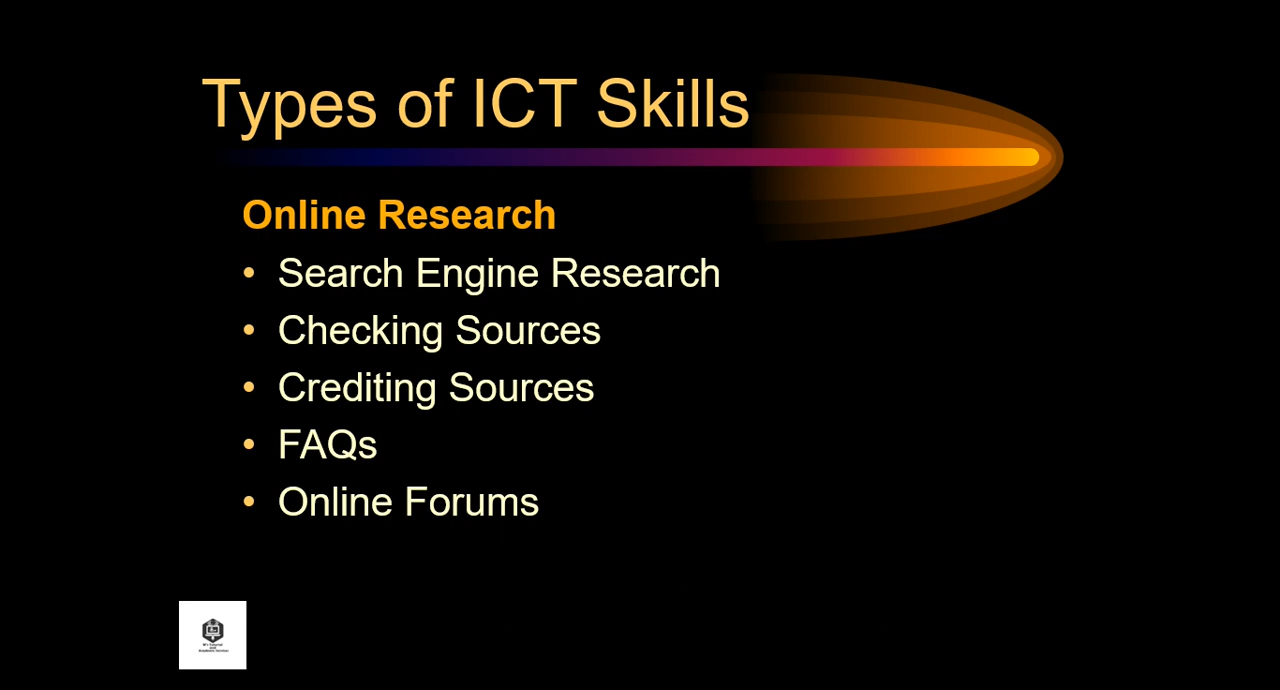 Types of ICT Skills
Online Research
• Search Engine Research
• Checking Sources
• Crediting Sources
• FAQs
• Online Forums